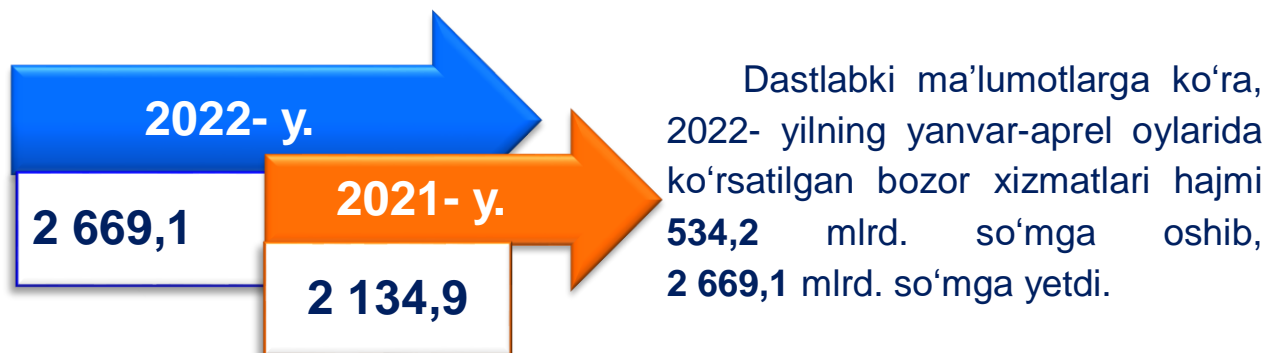 2022- y.
2 669,1
2021- y.
2 134,9
Dastlabki ma’lumotlarga ko‘ra,
2022- yilning yanvar-aprel oylarida
ko‘rsatilgan bozor xizmatlari hajmi
534,2 mlrd. so‘mga oshib,
2 669,1 mlrd. so‘mga yetdi.